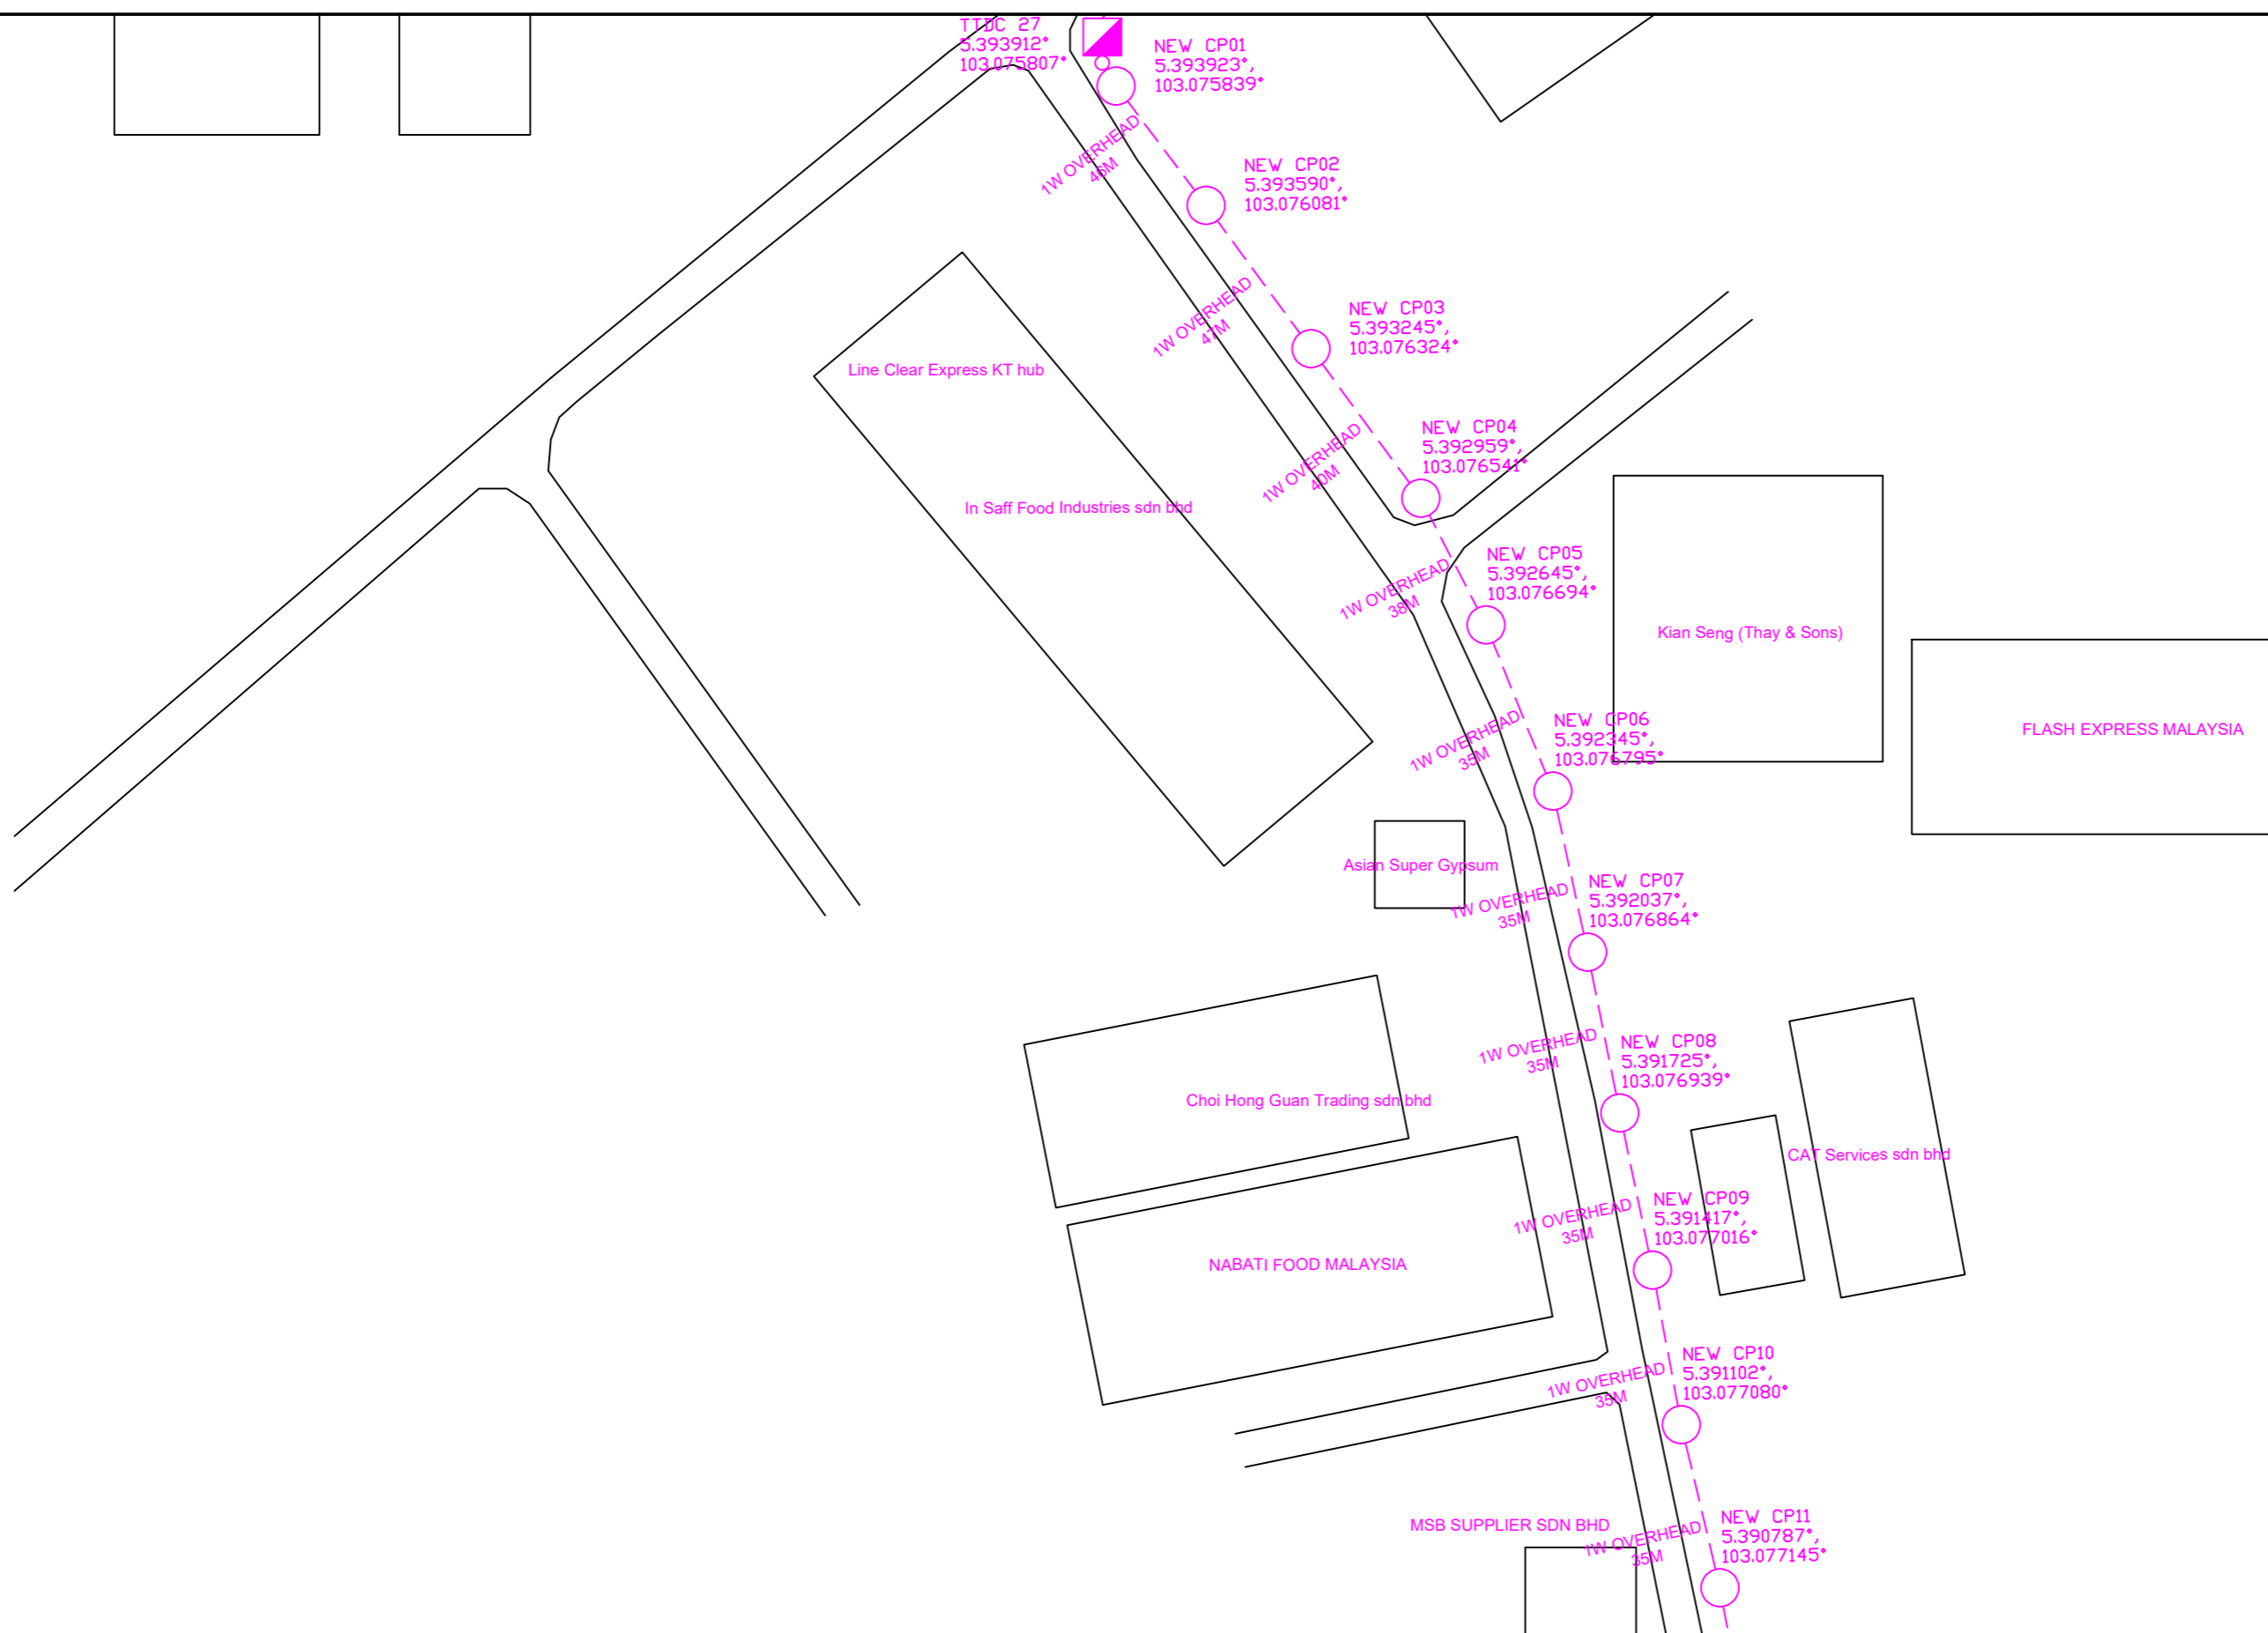 TTDC 27
5.393912°
103.075807°
NEW CP01
5.393923°,
103.075839°
1W OVERHEAD
46M
NEW CP02
5.393590°,
103.076081°
1W OVERHEAD
47M
NEW CP03
5.393245°,
103.076324°
Line Clear Express KT hub
1W OVERHEAD
40M
NEW CP04
5.392959°,
103.076541°
In Saff Food Industries sdn bhd
1W OVERHEAD
38M
NEW CP05
5.392645°,
103.076694°
Kian Seng (Thay & Sons)
FLASH EXPRESS MALAYSIA
1W OVERHEAD
35M
NEW CP06
5.392345°,
103.076795°
Asian Super Gypsum
1W OVERHEAD
35M
NEW CP07
5.392037°,
103.076864°
1W OVERHEAD
35M
NEW CP08
5.391725°,
103.076939°
Choi Hong Guan Trading sdn bhd
CAT Services sdn bhd
1W OVERHEAD
35M
NEW CP09
5.391417°,
103.077016°
NABATI FOOD MALAYSIA
1W OVERHEAD
35M
NEW CP10
5.391102°,
103.077080°
MSB SUPPLIER SDN BHD
1W OVERHEAD
35M
NEW CP11
5.390787°,
103.077145°